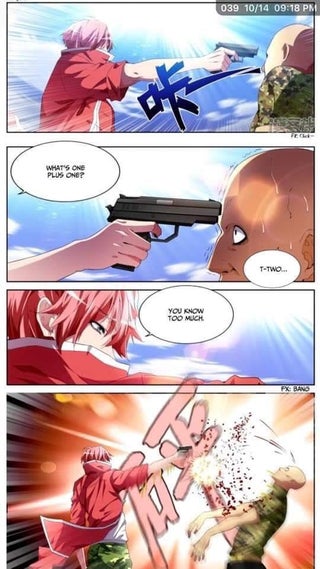 039 10/14 09:18 PM
咔
FX: Click~
WHAT'S ONE
PLUS ONE?
T-TWO...
YOU KNOW
TOO MUCH.
FX: BANG